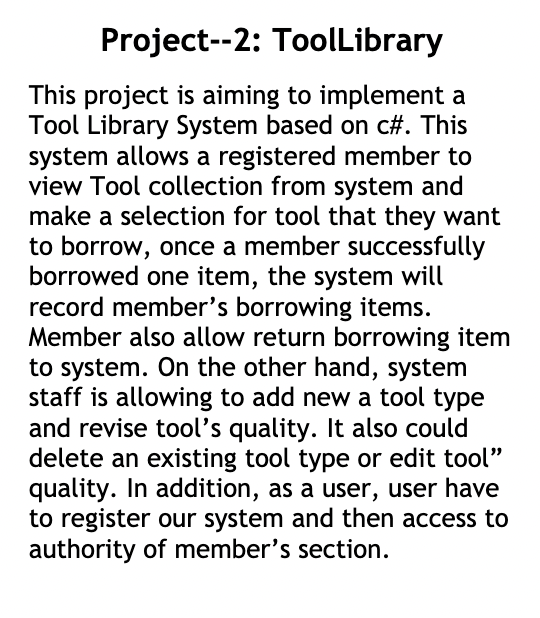 Project--2: ToolLibrary
This project is aiming to implement a
Tool Library System based on c#. This
system allows a registered member to
view Tool collection from system and
make a selection for tool that they want
to borrow, once a member successfully
borrowed one item, the system will
record member’s borrowing items.
Member also allow return borrowing item
to system. On the other hand, system
staff is allowing to add new a tool type
and revise tool’s quality. It also could
delete an existing tool type or edit tool”
quality. In addition, as a user, user have
to register our system and then access to
authority of member’s section.